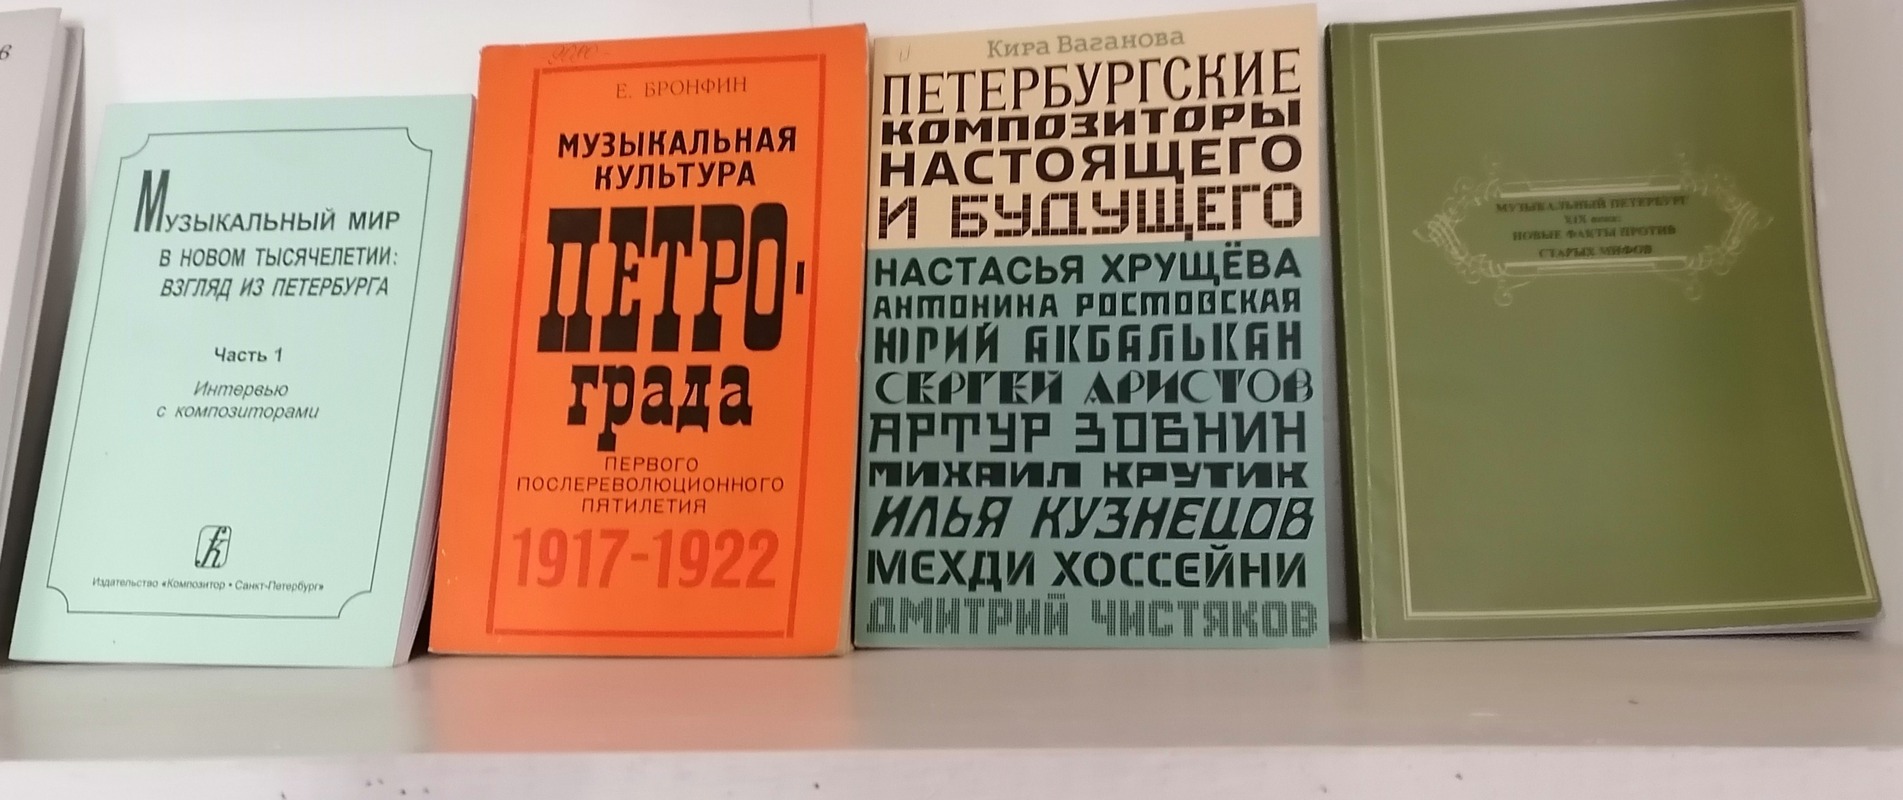 в
Музыкальный мир
в новом тысячелетии:
взгляд из Петербурга
Часть 1
Интервью
с композиторами
Издательство «Композитор • Санкт-Петербург»
Е. БРОНФИН
МУЗЫКАЛЬНАЯ
КУЛЬТУРА
ПЕТРО-
града
ПЕРВОГО
ПОСЛЕРЕВОЛЮЦИОННОГО
ПЯТИЛЕТИЯ
1917-1922
Кира Ваганова
ПЕТЕРБУРГСКИЕ
КОМПОЗИТОРЫ
НАСТОЯЩЕГО
И БУДУЩЕГО
НАСТАСЬЯ ХРУЩЁВА
АНТОНИНА РОСТОВСКАЯ
ЮРИЙ АКБАЛЬКАН
СЕРГЕЙ АРИСТОВ
АРТУР ЗОБНИН
МИХАИЛ КРУТИК
ИЛЬЯ КУЗНЕЦОВ
МЕХДИ ХОССЕЙНИ
ДМИТРИЙ ЧИСТЯКОВ
МУЗЫКАЛЬНЫЙ ПЕТЕРБУРГ
XIX века:
НОВЫЕ ФАКТЫ ПРОТИВ
СТАРЫХ МИФОВ